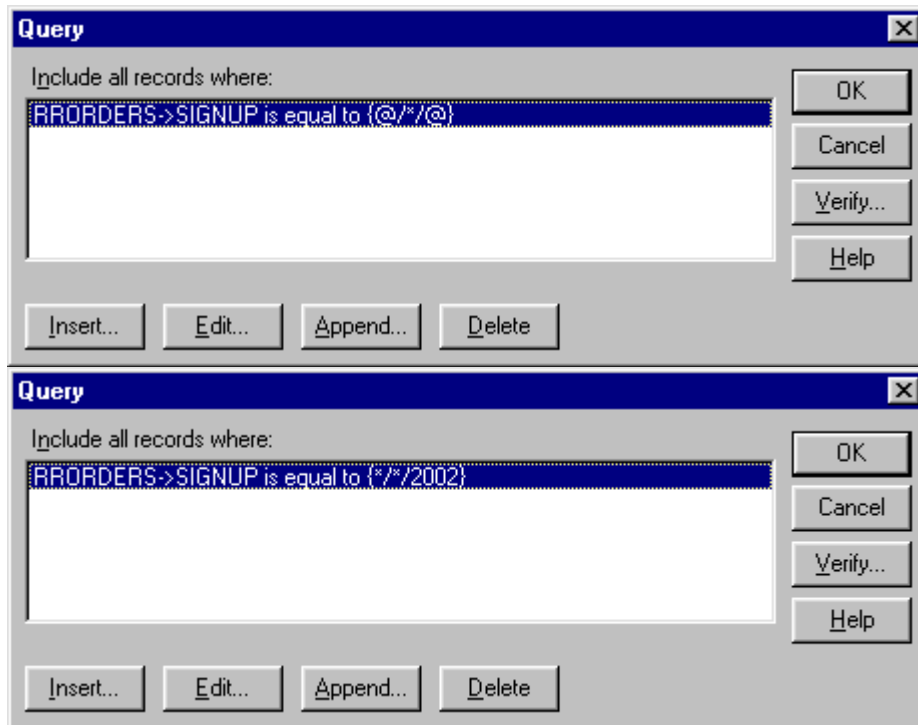 Query
Include all records where:
RRORDERS->SIGNUP is equal to {@/*/@}
OK
Cancel
Verify...
Help
Insert... Edit... Append... Delete
Query
Include all records where:
RRORDERS->SIGNUP is equal to {*/*/2002}
OK
Cancel
Verify...
Help
Insert... Edit... Append... Delete